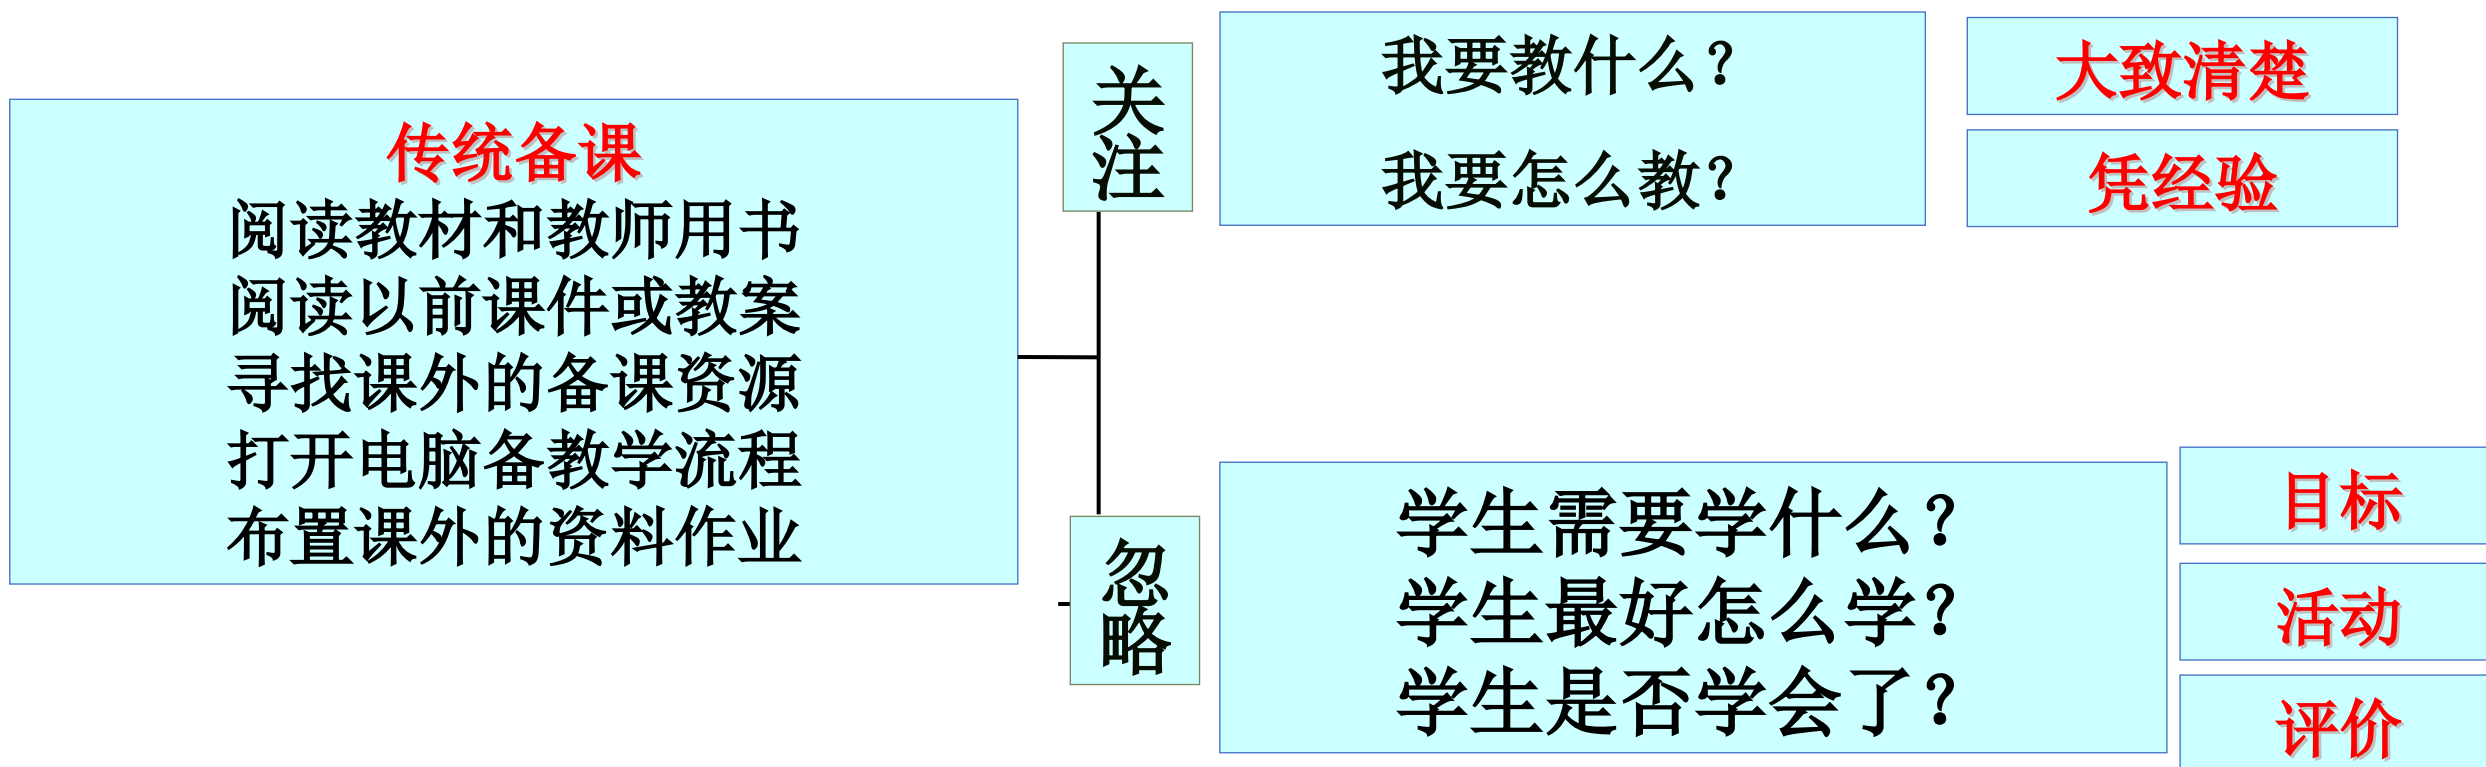 传统备课
阅读教材和教师用书
阅读以前课件或教案
寻找课外的备课资源
打开电脑备教学流程
布置课外的资料作业
关注
我要教什么？
我要怎么教？
大致清楚
凭经验
忽略
学生需要学什么？
学生最好怎么学？
学生是否学会了？
目标
活动
评价